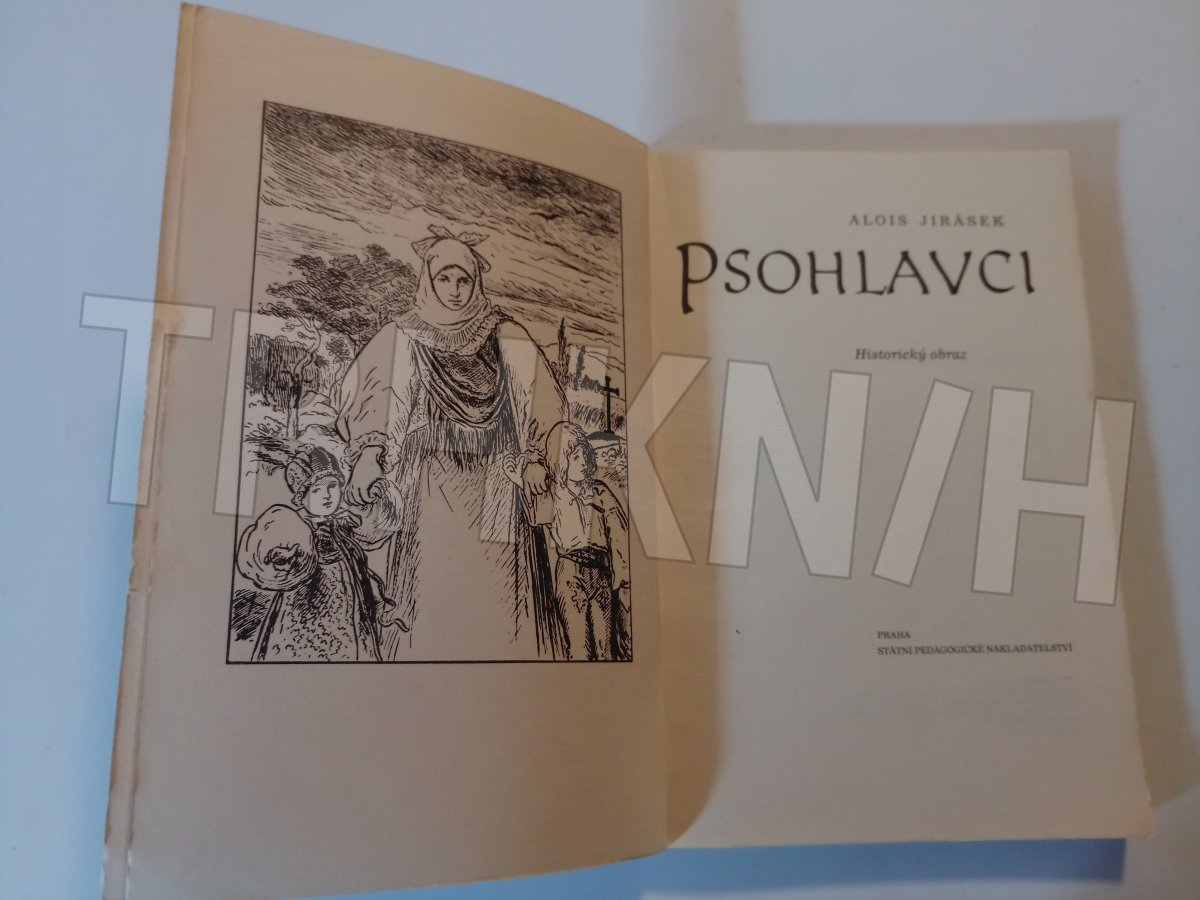 ALOIS JIRÁSEK
PSOHLAVCI
Historický obraz
PRAHA
STÁTNÍ PEDAGOGICKÉ NAKLADATELSTVÍ